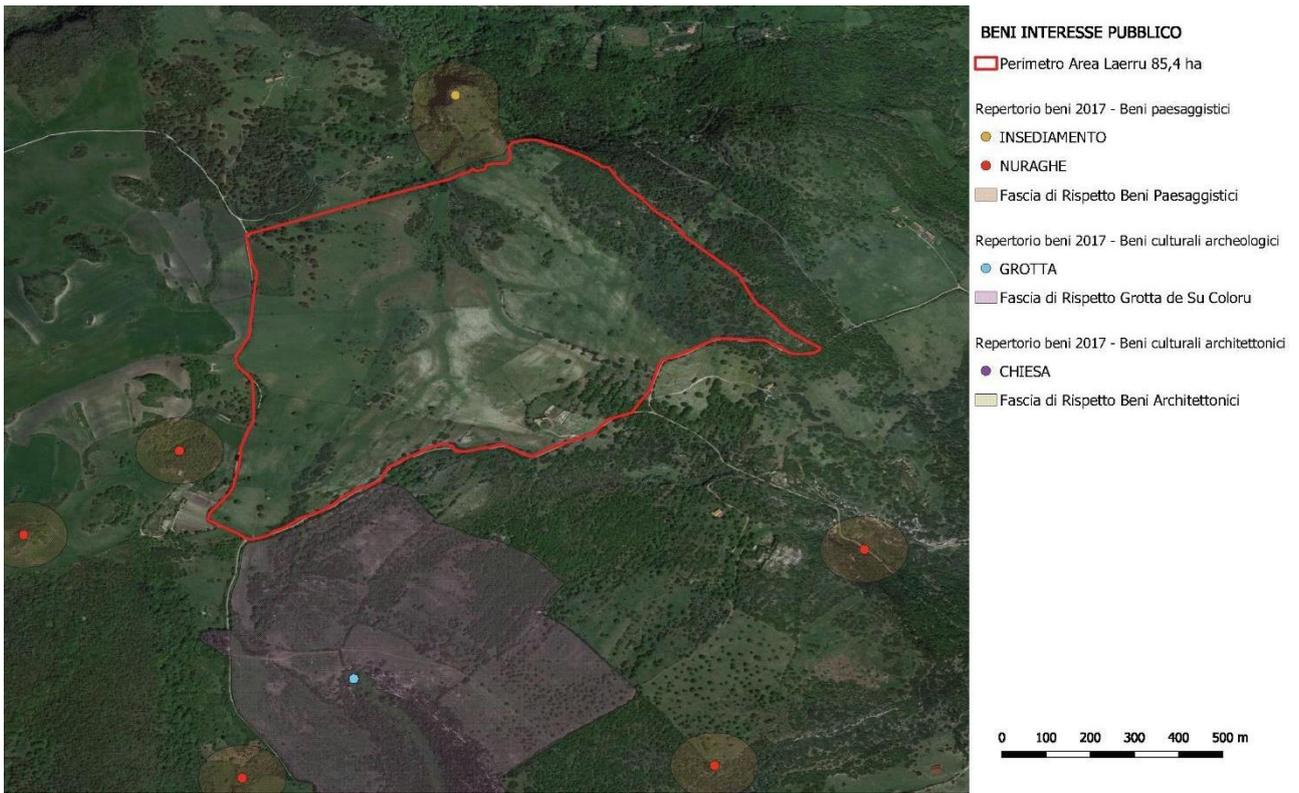 BENI INTERESSE PUBBLICO
Perimetro Area Laerru 85,4 ha
Repertorio beni 2017 - Beni paesaggistici
INSEDIAMENTO
NURAGHE
Fascia di Rispetto Beni Paesaggistici
Repertorio beni 2017 - Beni culturali archeologici
GROTTA
Fascia di Rispetto Grotta de Su Coloru
Repertorio beni 2017 - Beni culturali architettonici
CHIESA
Fascia di Rispetto Beni Architettonici
0 100 200 300 400 500 m